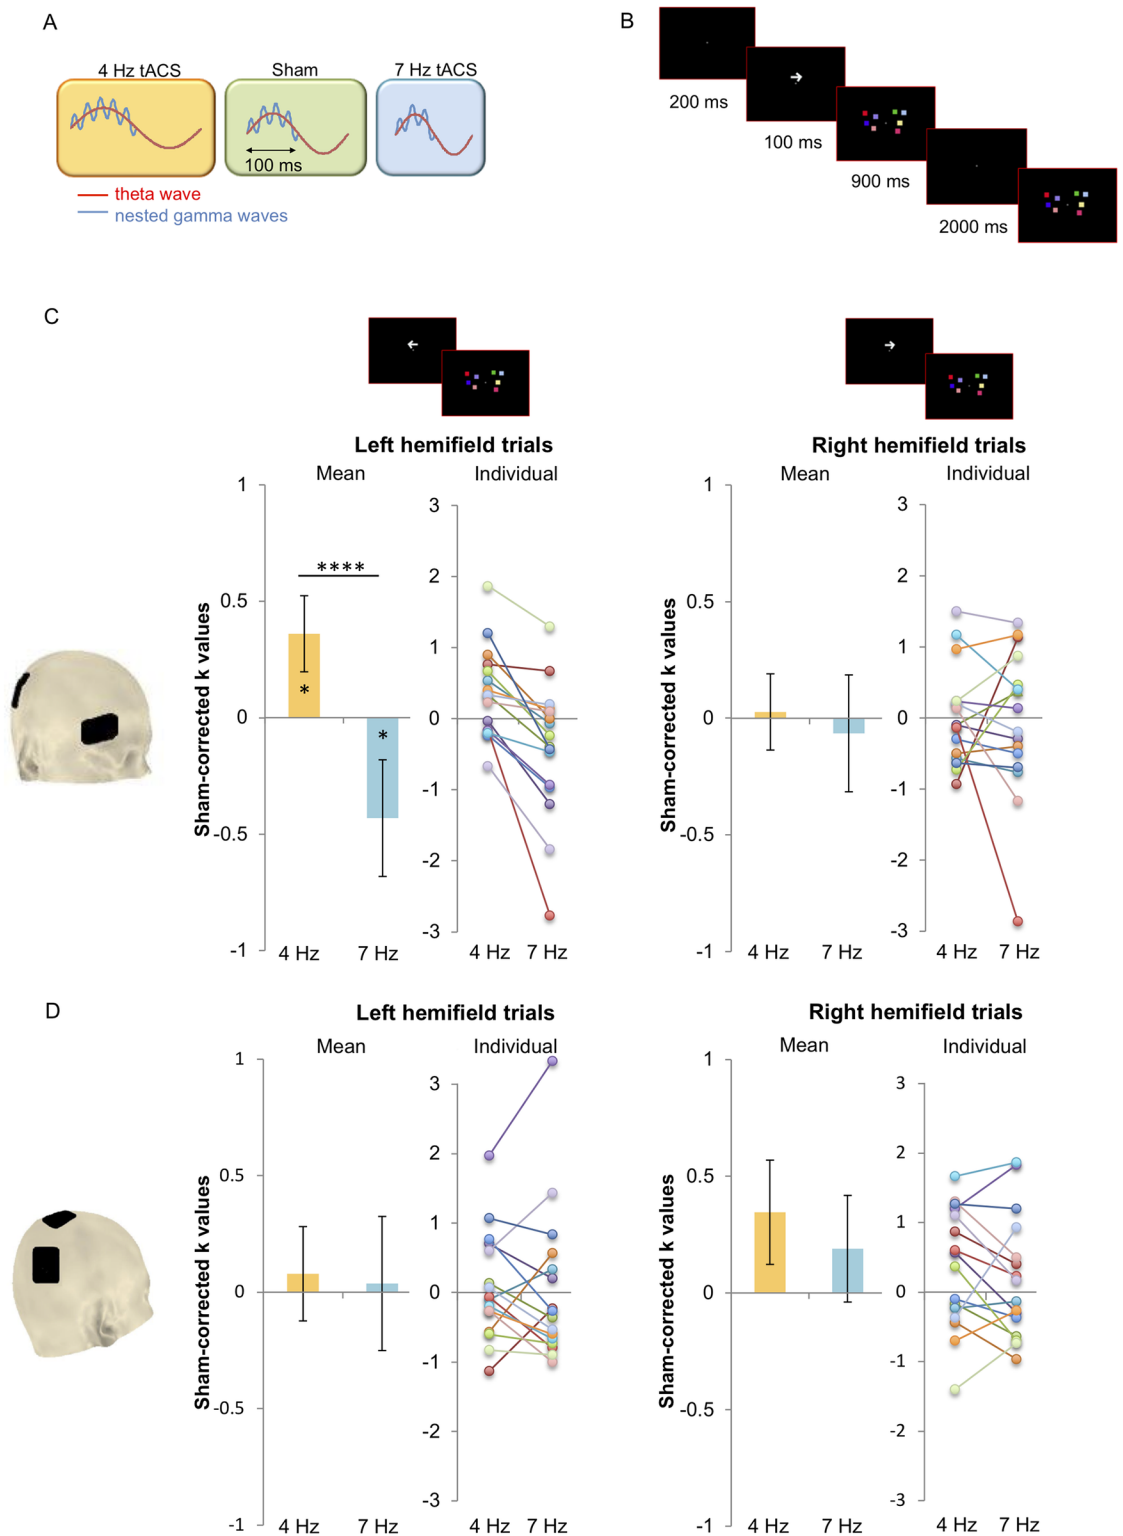 A
4 Hz tACS
Sham
7 Hz tACS
100 ms
theta wave
nested gamma waves
B
200 ms
100 ms
900 ms
2000 ms
C
Left hemifield trials
Mean
Individual
Sham-corrected k values
1
0.5
0
-0.5
-1
****
*
*
4 Hz
7 Hz
3
2
1
0
-1
-2
-3
4 Hz
7 Hz
Right hemifield trials
Mean
Individual
Sham-corrected k values
1
0.5
0
-0.5
-1
4 Hz
7 Hz
3
2
1
0
-1
-2
-3
4 Hz
7 Hz
D
Left hemifield trials
Mean
Individual
Sham-corrected k values
1
0.5
0
-0.5
-1
4 Hz
7 Hz
3
2
1
0
-1
-2
-3
4 Hz
7 Hz
Right hemifield trials
Mean
Individual
Sham-corrected k values
1
0.5
0
-0.5
-1
4 Hz
7 Hz
3
2
1
0
-1
-2
-3
4 Hz
7 Hz